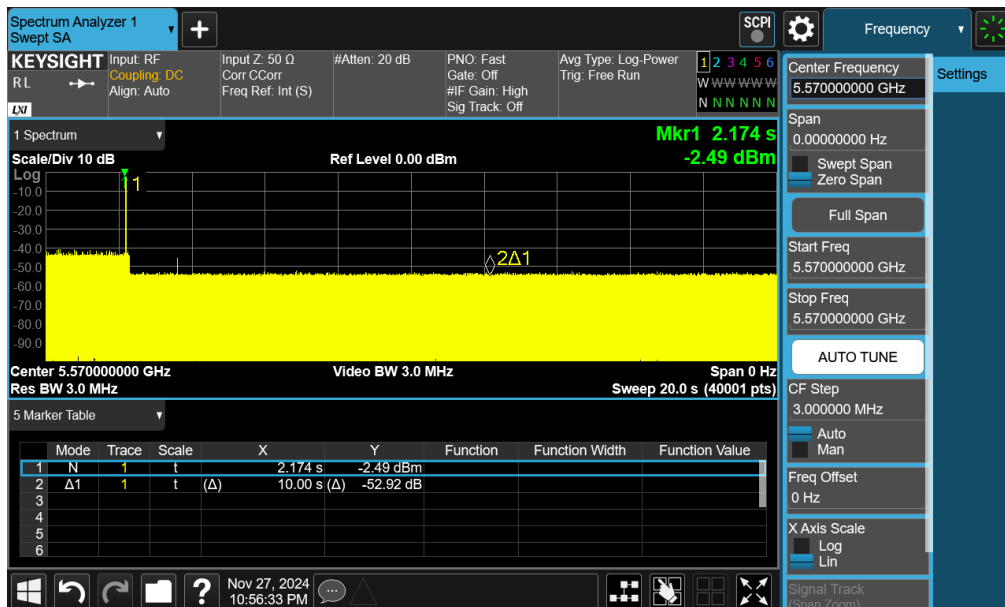 Spectrum Analyzer 1
Swept SA
SCPI
Frequency
KEYSIGHT
RL
LXI
Input: RF
Coupling: DC
Align: Auto
Input Z: 50 Ω
Corr CCorr
Freq Ref: Int (S)
#Atten: 20 dB
PNO: Fast
Gate: Off
#IF Gain: High
Sig Track: Off
Avg Type: Log-Power
Trig: Free Run
1 2 3 4 5 6
W W W W W W
N N N N N N
1 Spectrum
Mkr1 2.174 s
Scale/Div 10 dB
Ref Level 0.00 dBm
-2.49 dBm
Log
1
-10.0
-20.0
-30.0
-40.0
2Δ1
-50.0
-60.0
-70.0
-80.0
-90.0
Center 5.570000000 GHz
Video BW 3.0 MHz
Span 0 Hz
Res BW 3.0 MHz
Sweep 20.0 s (40001 pts)
5 Marker Table
Mode Trace Scale X Y Function Function Width Function Value
1 N 1 t 2.174 s -2.49 dBm
2 Δ1 1 t (Δ) 10.00 s (Δ) -52.92 dB
3
4
5
6
?
Nov 27, 2024
10:56:33 PM
Center Frequency
5.570000000 GHz
Settings
Span
0.00000000 Hz
Swept Span
Zero Span
Full Span
Start Freq
5.570000000 GHz
Stop Freq
5.570000000 GHz
AUTO TUNE
CF Step
3.000000 MHz
Auto
Man
Freq Offset
0 Hz
X Axis Scale
Log
Lin
Signal Track
(Span Zoom)